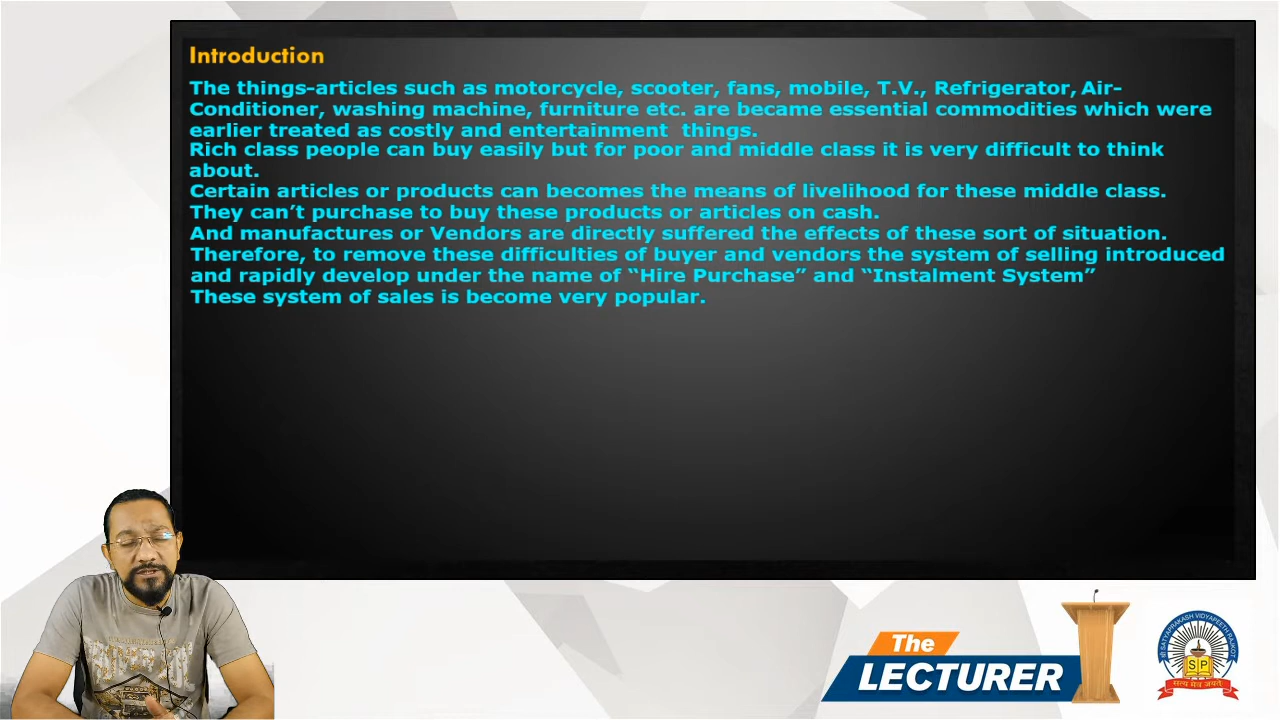 Introduction
The things-articles such as motorcycle, scooter, fans, mobile, T.V., Refrigerator, Air-
Conditioner, washing machine, furniture etc. are became essential commodities which were
earlier treated as costly and entertainment things.
Rich class people can buy easily but for poor and middle class it is very difficult to think
about.
Certain articles or products can becomes the means of livelihood for these middle class.
They can’t purchase to buy these products or articles on cash.
And manufactures or Vendors are directly suffered the effects of these sort of situation.
Therefore, to remove these difficulties of buyer and vendors the system of selling introduced
and rapidly develop under the name of “Hire Purchase” and “Instalment System”
These system of sales is become very popular.
The
LECTURER
SATYAPRAKASH VIDYAPEETH RAJKOT
S P
सत्य मेव जयते